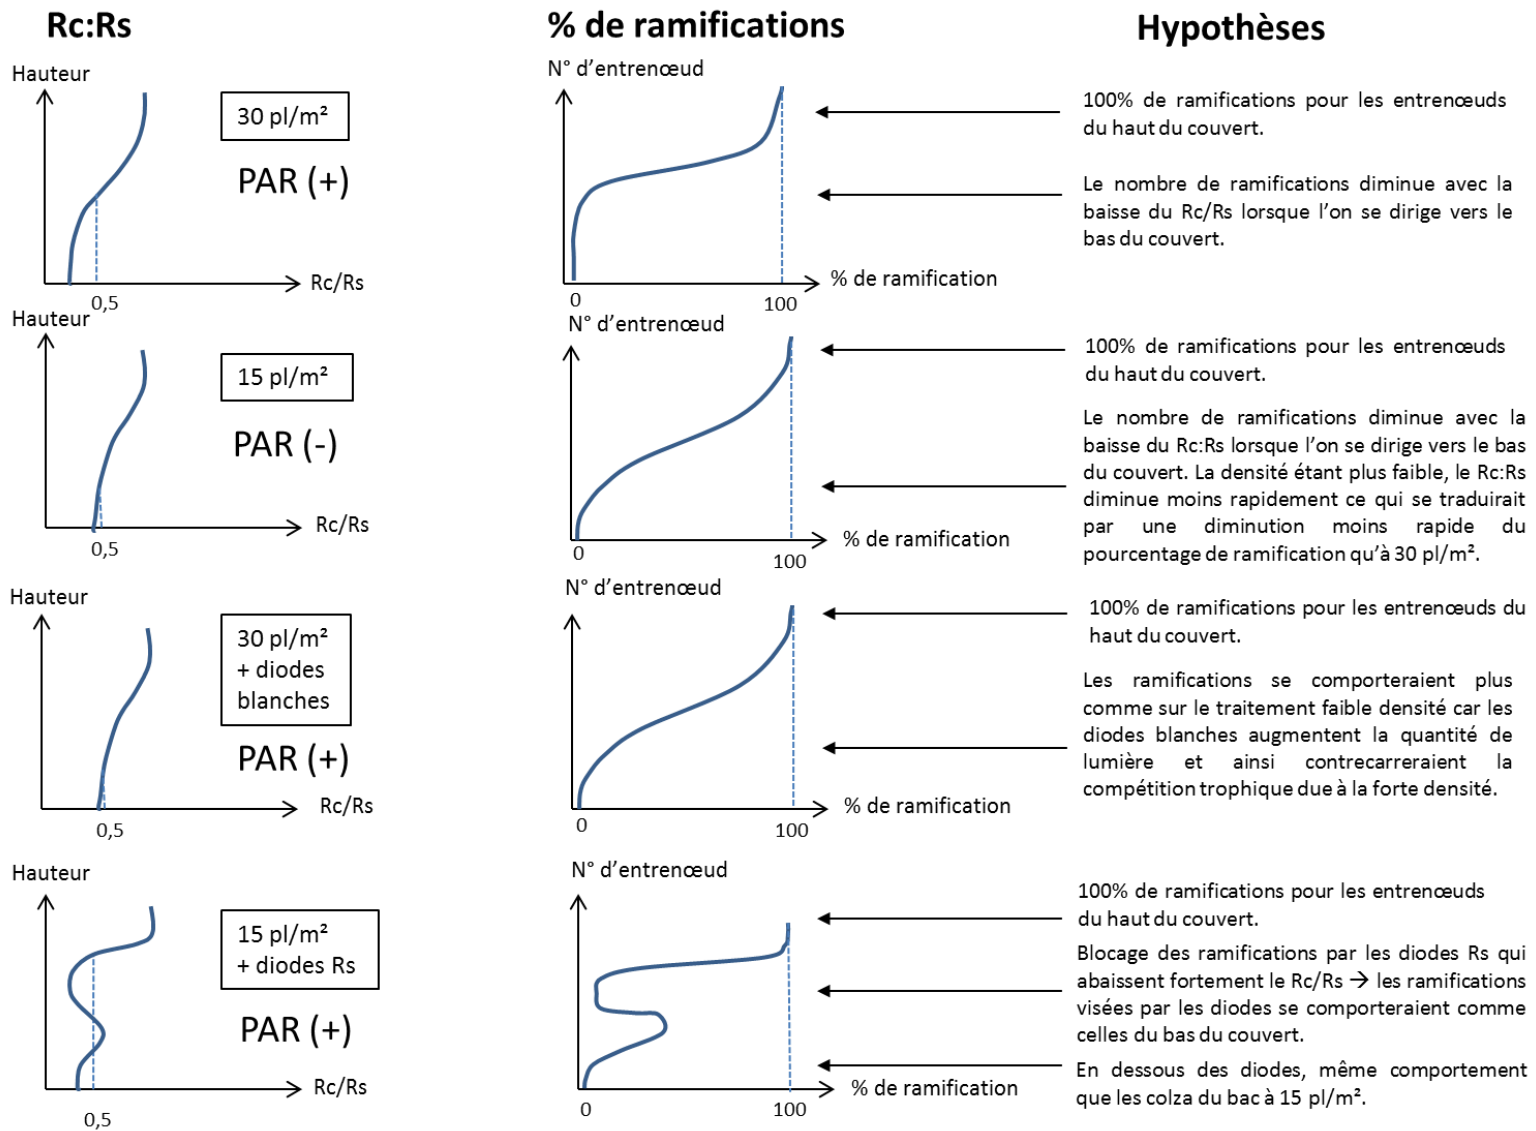 Rc:Rs
% de ramifications
Hypothèses
Hauteur
30 pl/m²
PAR (+)
Rc/Rs
0,5
N° d'entrenœud
% de ramification
0
100
100% de ramifications pour les entrenœuds
du haut du couvert.
Le nombre de ramifications diminue avec la
baisse du Rc/Rs lorsque l'on se dirige vers le
bas du couvert.
Hauteur
15 pl/m²
PAR (-)
Rc/Rs
0,5
N° d'entrenœud
% de ramification
0
100
100% de ramifications pour les entrenœuds
du haut du couvert.
Le nombre de ramifications diminue avec la
baisse du Rc:Rs lorsque l'on se dirige vers le bas
du couvert. La densité étant plus faible, le Rc:Rs
diminue moins rapidement ce qui se traduirait
par une diminution moins rapide du
pourcentage de ramification qu'à 30 pl/m².
Hauteur
30 pl/m²
+ diodes
blanches
PAR (+)
Rc/Rs
0,5
N° d'entrenœud
% de ramification
0
100
100% de ramifications pour les entrenœuds du
haut du couvert.
Les ramifications se comporteraient plus
comme sur le traitement faible densité car les
diodes blanches augmentent la quantité de
lumière et ainsi contrecarreraient la
compétition trophique due à la forte densité.
Hauteur
15 pl/m²
+ diodes Rs
PAR (+)
Rc/Rs
0,5
N° d'entrenœud
% de ramification
0
100
100% de ramifications pour les entrenœuds
du haut du couvert.
Blocage des ramifications par les diodes Rs qui
abaissent fortement le Rc/Rs → les ramifications
visées par les diodes se comporteraient comme
celles du bas du couvert.
En dessous des diodes, même comportement
que les colza du bac à 15 pl/m².